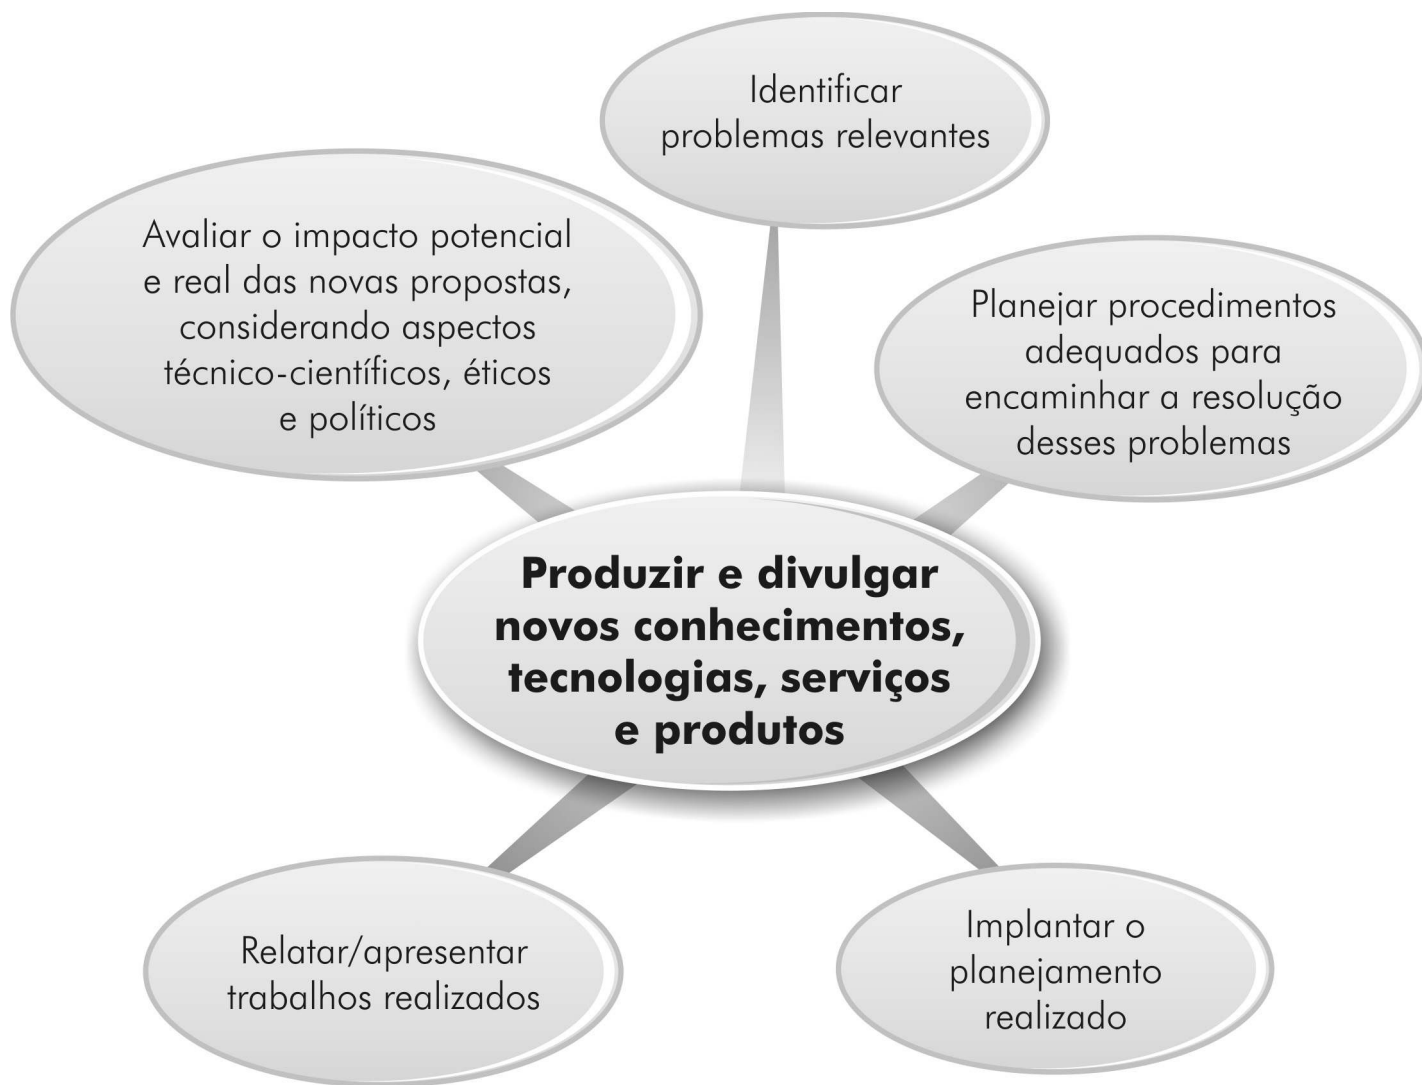 Identificar
problemas relevantes
Avaliar o impacto potencial
e real das novas propostas,
considerando aspectos
técnico-científicos, éticos
e políticos
Planejar procedimentos
adequados para
encaminhar a resolução
desses problemas
Produzir e divulgar
novos conhecimentos,
tecnologias, serviços
e produtos
Relatar/apresentar
trabalhos realizados
Implantar o
planejamento
realizado